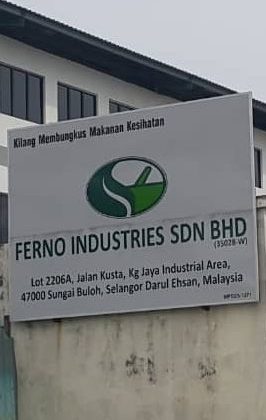 Kilang Membungkus Makanan Kesihatan
FERNO INDUSTRIES SDN BHD
(35028-W)
Lot 2206A, Jalan Kusta, Kg Jaya Industrial Area,
47000 Sungai Buloh, Selangor Darul Ehsan, Malaysia